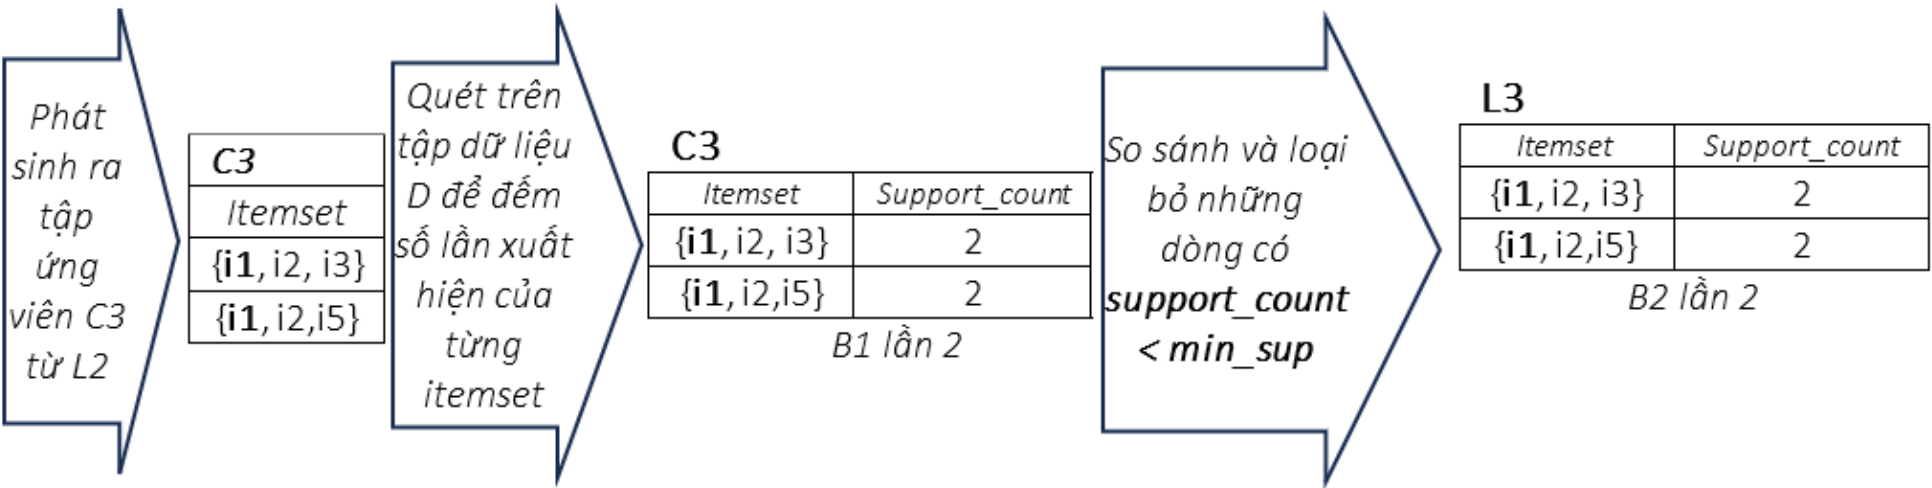 Phát
sinh ra
tập
ứng
viên C3
từ L2
C3
Itemset
{i1, i2, i3}
{i1, i2,i5}
Quét trên
tập dữ liệu
D để đếm
số lần xuất
hiện của
từng
itemset
C3
Itemset Support_count
{i1, i2, i3} 2
{i1, i2,i5} 2
B1 lần 2
So sánh và loại
bỏ những
dòng có
support_count
< min_sup
L3
Itemset Support_count
{i1, i2, i3} 2
{i1, i2,i5} 2
B2 lần 2